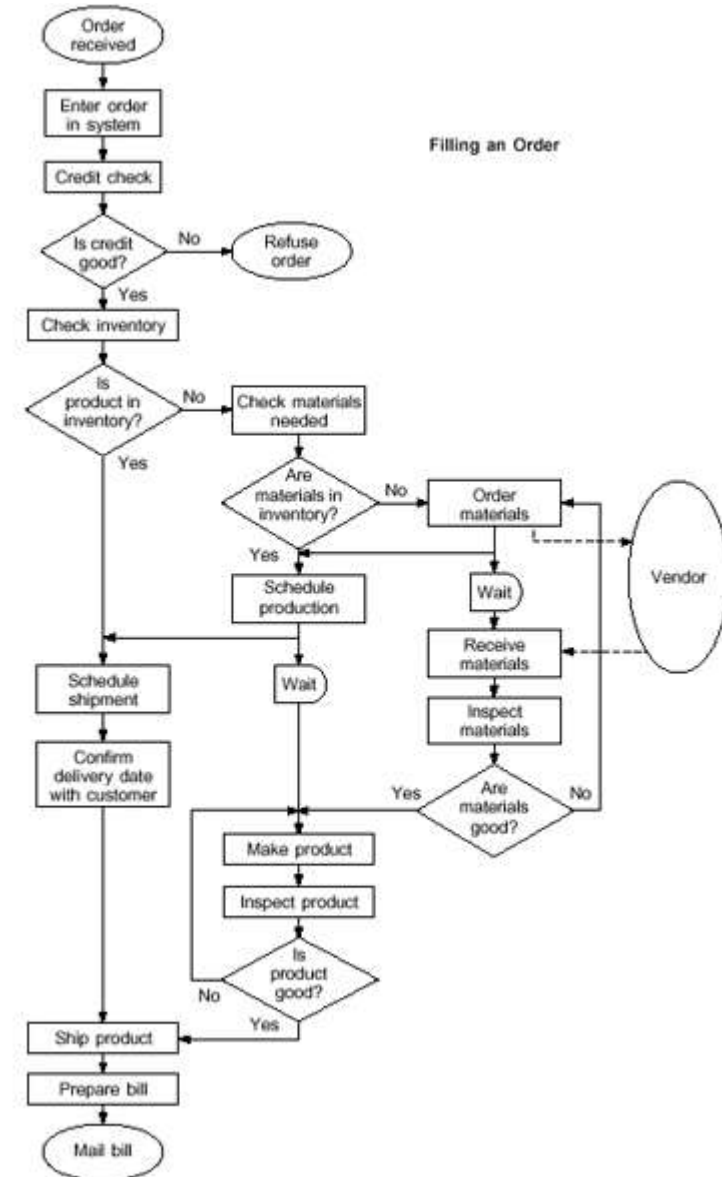 Order
received
Enter order
in system
Filling an Order
Credit check
Is credit
good?
No
Refuse
order
Yes
Check inventory
Is
product in
inventory?
No
Check materials
needed
Yes
Are
materials in
inventory?
No
Order
materials
Vendor
Yes
Schedule
production
Wait
Receive
materials
Schedule
shipment
Wait
Inspect
materials
Confirm
delivery date
with customer
Yes
Are
materials
good?
No
Make product
Inspect product
Is
product
good?
No
Yes
Ship product
Prepare bill
Mail bill